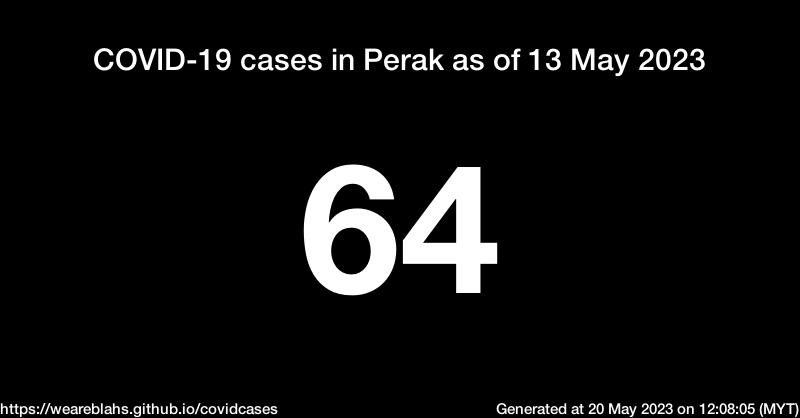 COVID-19 cases in Perak as of 13 May 2023
64
https://weareblahs.github.io/covidcases
Generated at 20 May 2023 on 12:08:05 (MYT)